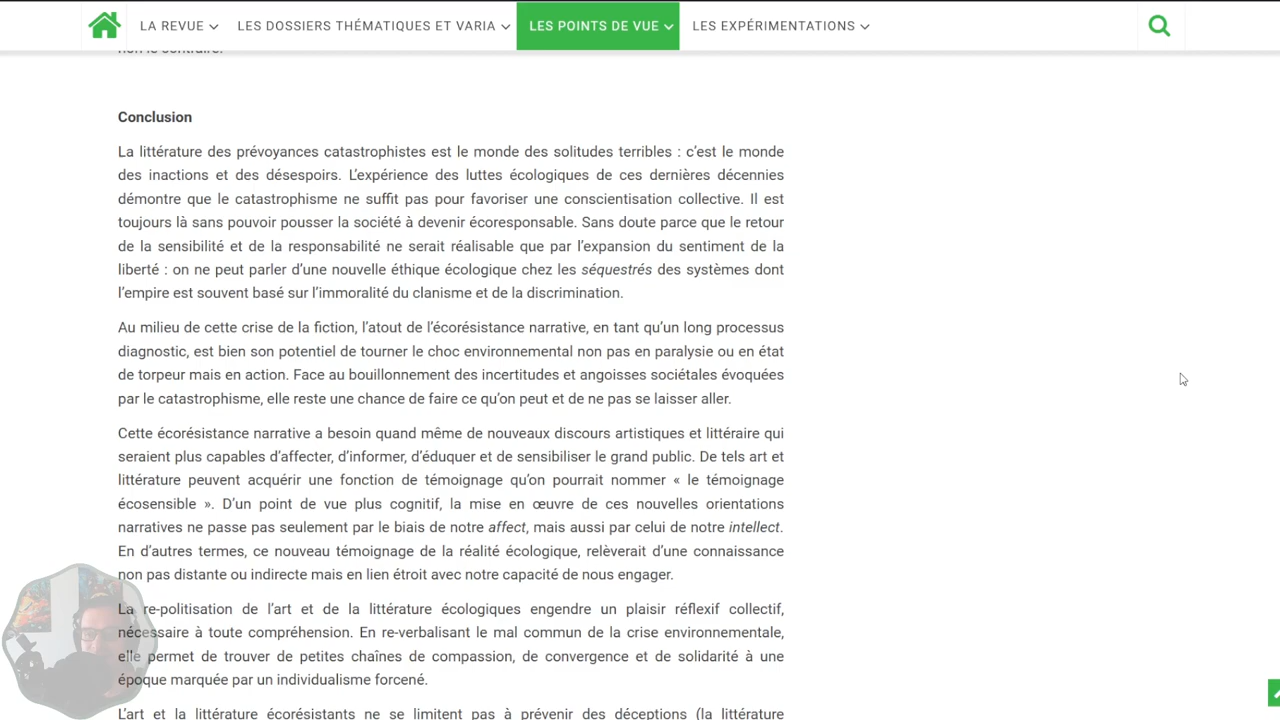 LA REVUE LES DOSSIERS THÉMATIQUES ET VARIA LES POINTS DE VUE LES EXPÉRIMENTATIONS
non le contraire.
Conclusion
La littérature des prévoyances catastrophistes est le monde des solitudes terribles : c’est le monde
des inactions et des désespoirs. L’expérience des luttes écologiques de ces dernières décennies
démontre que le catastrophisme ne suffit pas pour favoriser une conscientisation collective. Il est
toujours là sans pouvoir pousser la société à devenir écoresponsable. Sans doute parce que le retour
de la sensibilité et de la responsabilité ne serait réalisable que par l’expansion du sentiment de la
liberté : on ne peut parler d’une nouvelle éthique écologique chez les séquestrés des systèmes dont
l’empire est souvent basé sur l’immoralité du clanisme et de la discrimination.
Au milieu de cette crise de la fiction, l’atout de l’écorésistance narrative, en tant qu’un long processus
diagnostic, est bien son potentiel de tourner le choc environnemental non pas en paralysie ou en état
de torpeur mais en action. Face au bouillonnement des incertitudes et angoisses sociétales évoquées
par le catastrophisme, elle reste une chance de faire ce qu’on peut et de ne pas se laisser aller.
Cette écorésistance narrative a besoin quand même de nouveaux discours artistiques et littéraire qui
seraient plus capables d’affecter, d’informer, d’éduquer et de sensibiliser le grand public. De tels art et
littérature peuvent acquérir une fonction de témoignage qu’on pourrait nommer « le témoignage
écosensible ». D’un point de vue plus cognitif, la mise en œuvre de ces nouvelles orientations
narratives ne passe pas seulement par le biais de notre affect, mais aussi par celui de notre intellect.
En d’autres termes, ce nouveau témoignage de la réalité écologique, relèverait d’une connaissance
non pas distante ou indirecte mais en lien étroit avec notre capacité de nous engager.
La re-politisation de l’art et de la littérature écologiques engendre un plaisir réflexif collectif,
nécessaire à toute compréhension. En re-verbalisant le mal commun de la crise environnementale,
elle permet de trouver de petites chaînes de compassion, de convergence et de solidarité à une
époque marquée par un individualisme forcené.
L’art et la littérature écorésistants ne se limitent pas à prévenir des déceptions (la littérature